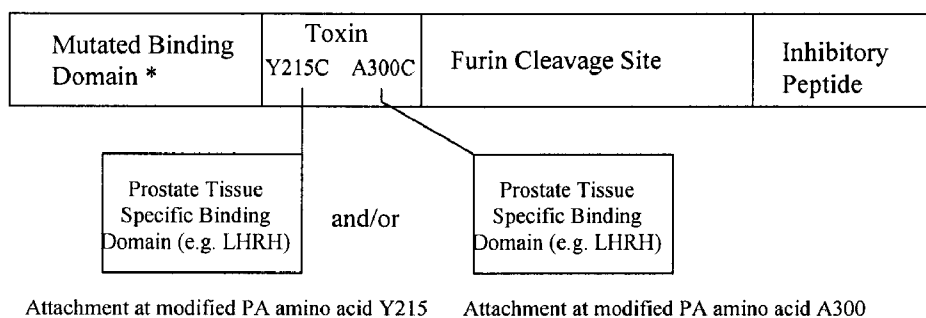 Mutated Binding
Domain *
Toxin
Y215C A300C
Furin Cleavage Site
Inhibitory
Peptide
Prostate Tissue
Specific Binding
Domain (e.g. LHRH)
and/or
Prostate Tissue
Specific Binding
Domain (e.g. LHRH)
Attachment at modified PA amino acid Y215
Attachment at modified PA amino acid A300